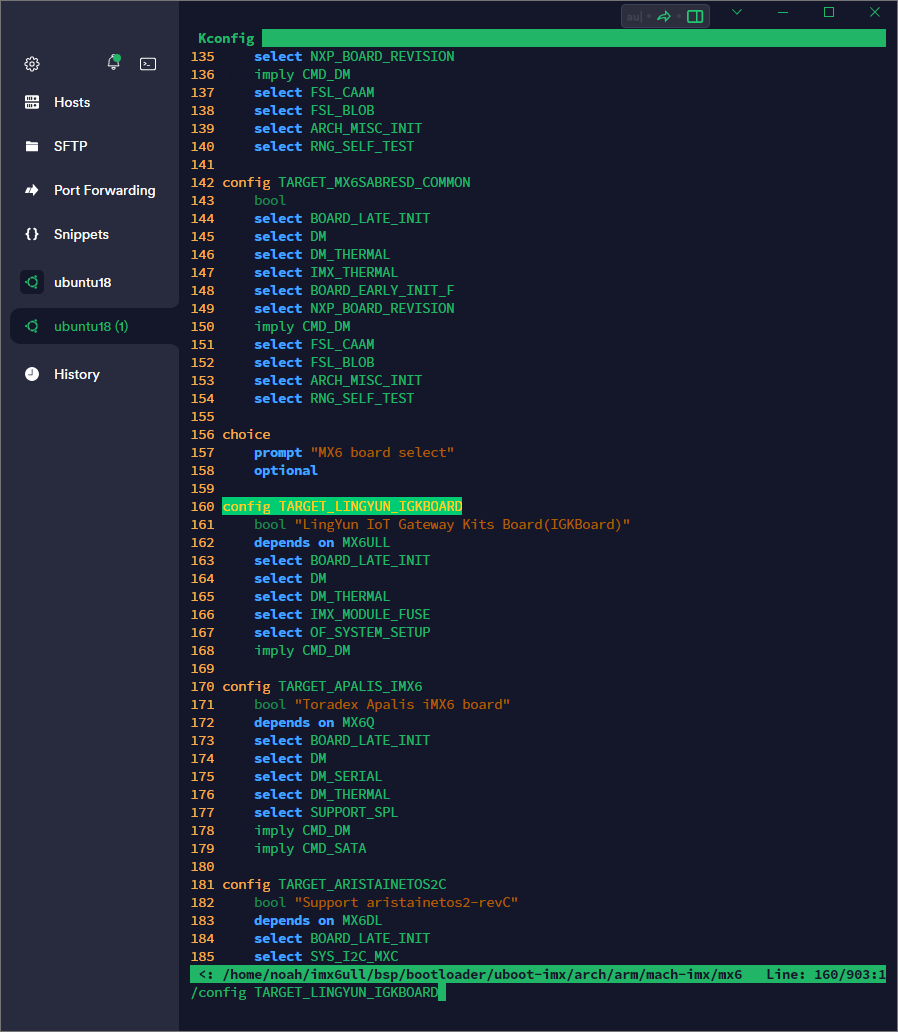 au|
Kconfig
Hosts
SFTP
Port Forwarding
Snippets
ubuntu18
ubuntu18 (1)
History
135 select NXP_BOARD_REVISION
136 imply CMD_DM
137 select FSL_CAAM
138 select FSL_BLOB
139 select ARCH_MISC_INIT
140 select RNG_SELF_TEST
141
142 config TARGET_MX6SABRESD_COMMON
143 bool
144 select BOARD_LATE_INIT
145 select DM
146 select DM_THERMAL
147 select IMX_THERMAL
148 select BOARD_EARLY_INIT_F
149 select NXP_BOARD_REVISION
150 imply CMD_DM
151 select FSL_CAAM
152 select FSL_BLOB
153 select ARCH_MISC_INIT
154 select RNG_SELF_TEST
155
156 choice
157 prompt "MX6 board select"
158 optional
159
160 config TARGET_LINGYUN_IGKBOARD
161 bool "LingYun IoT Gateway Kits Board(IGKBoard)"
162 depends on MX6ULL
163 select BOARD_LATE_INIT
164 select DM
165 select DM_THERMAL
166 select IMX_MODULE_FUSE
167 select OF_SYSTEM_SETUP
168 imply CMD_DM
169
170 config TARGET_APALIS_IMX6
171 bool "Toradex Apalis iMX6 board"
172 depends on MX6Q
173 select BOARD_LATE_INIT
174 select DM
175 select DM_SERIAL
176 select DM_THERMAL
177 select SUPPORT_SPL
178 imply CMD_DM
179 imply CMD_SATA
180
181 config TARGET_ARISTAINETOS2C
182 bool "Support aristainetos2-revC"
183 depends on MX6DL
184 select BOARD_LATE_INIT
185 select SYS_I2C_MXC
<: /home/noah/imx6ull/bsp/bootloader/uboot-imx/arch/arm/mach-imx/mx6 Line: 160/903:1
/config TARGET_LINGYUN_IGKBOARD